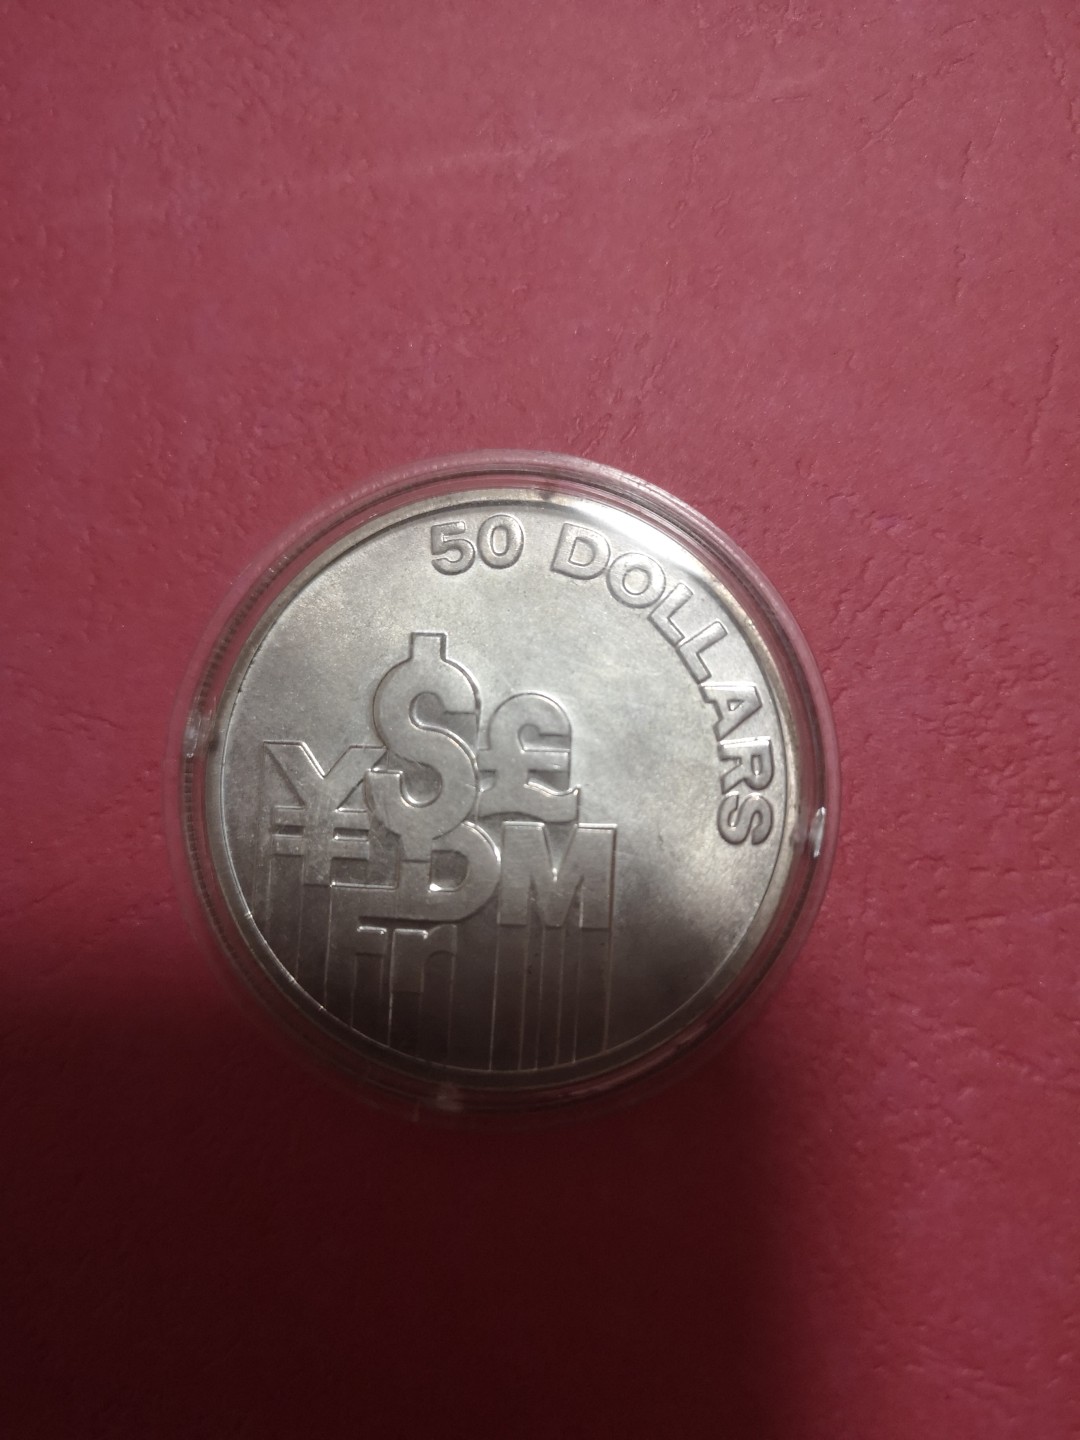 50 DOLLARS
$ £
¥
DM
Fr